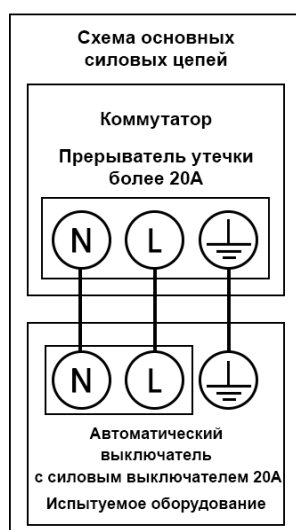 Схема основных
силовых цепей
Коммутатор
Прерыватель утечки
более 20А
N L
N L
Автоматический
выключатель
с силовым выключателем 20А
Испытуемое оборудование